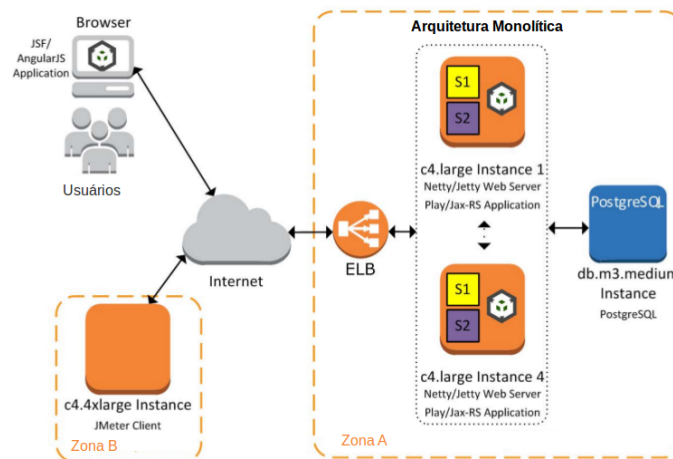 Browser
JSF/
AngularJS
Application
Usuários
Internet
c4.4xlarge Instance
JMeter Client
Zona B
Arquitetura Monolítica
ELB
S1
S2
c4.large Instance 1
Netty/Jetty Web Server
Play/Jax-RS Application
S1
S2
c4.large Instance 4
Netty/Jetty Web Server
Play/Jax-RS Application
PostgreSQL
db.m3.medium
Instance
PostgreSQL
Zona A